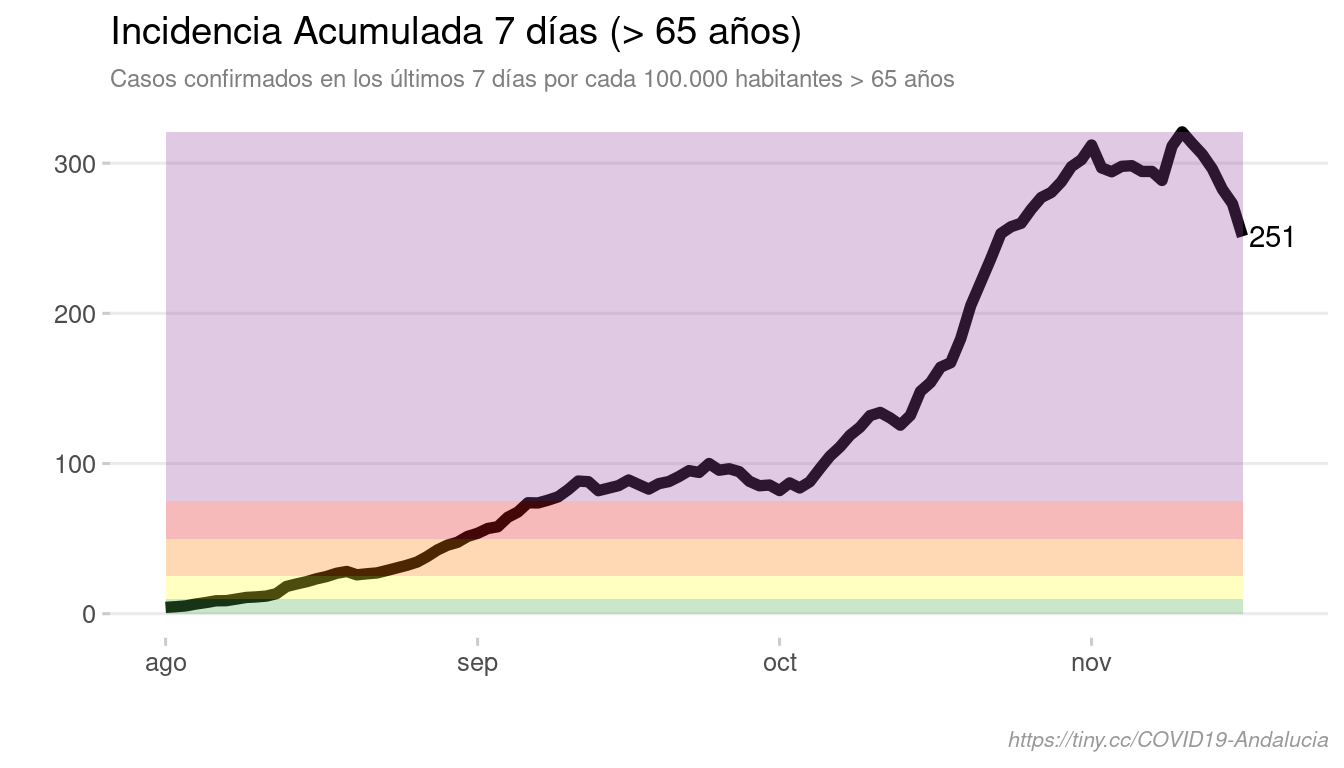 Incidencia Acumulada 7 días (> 65 años)
Casos confirmados en los últimos 7 días por cada 100.000 habitantes > 65 años
300
251
200
100
0
ago sep oct nov
https://tiny.cc/COVID19-Andalucia